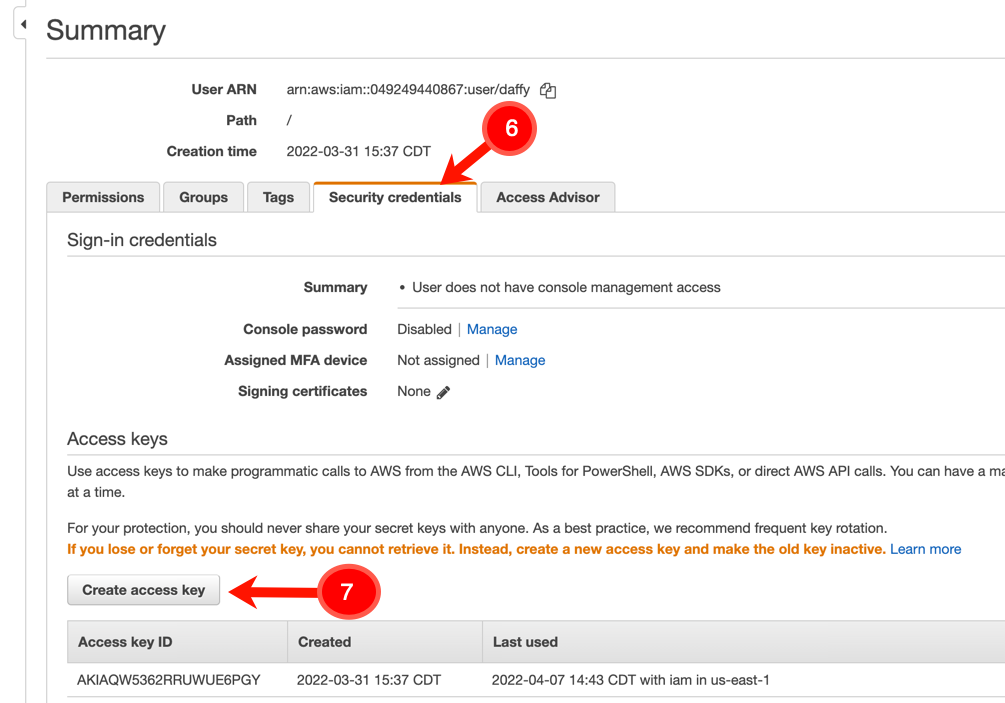 Summary
User ARN arn:aws:iam::049249440867:user/daffy
Path /
6
Creation time 2022-03-31 15:37 CDT
Permissions Groups Tags Security credentials Access Advisor
Sign-in credentials
Summary • User does not have console management access
Console password Disabled | Manage
Assigned MFA device Not assigned | Manage
Signing certificates None
Access keys
Use access keys to make programmatic calls to AWS from the AWS CLI, Tools for PowerShell, AWS SDKs, or direct AWS API calls. You can have a
at a time.
For your protection, you should never share your secret keys with anyone. As a best practice, we recommend frequent key rotation.
If you lose or forget your secret key, you cannot retrieve it. Instead, create a new access key and make the old key inactive. Learn more
Create access key 7
Access key ID Created Last used
AKIAQW5362RRUWUE6PGY 2022-03-31 15:37 CDT 2022-04-07 14:43 CDT with iam in us-east-1